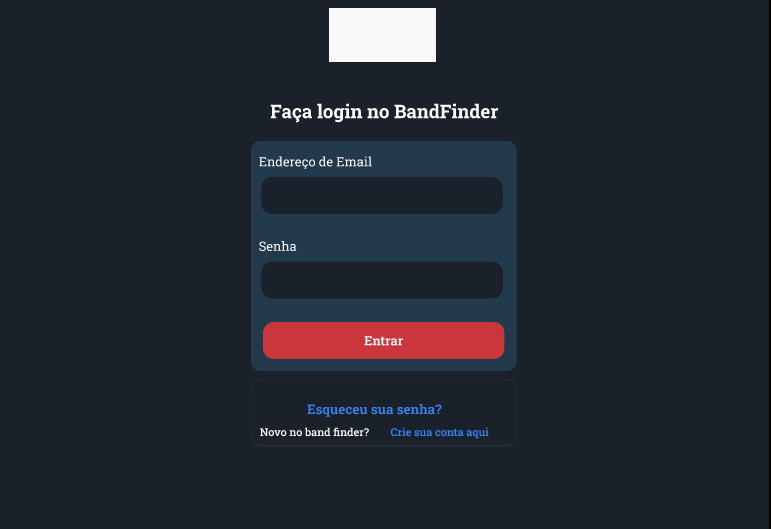 Faça login no BandFinder
Endereço de Email
Senha
Entrar
Esqueceu sua senha?
Novo no band finder? Crie sua conta aqui